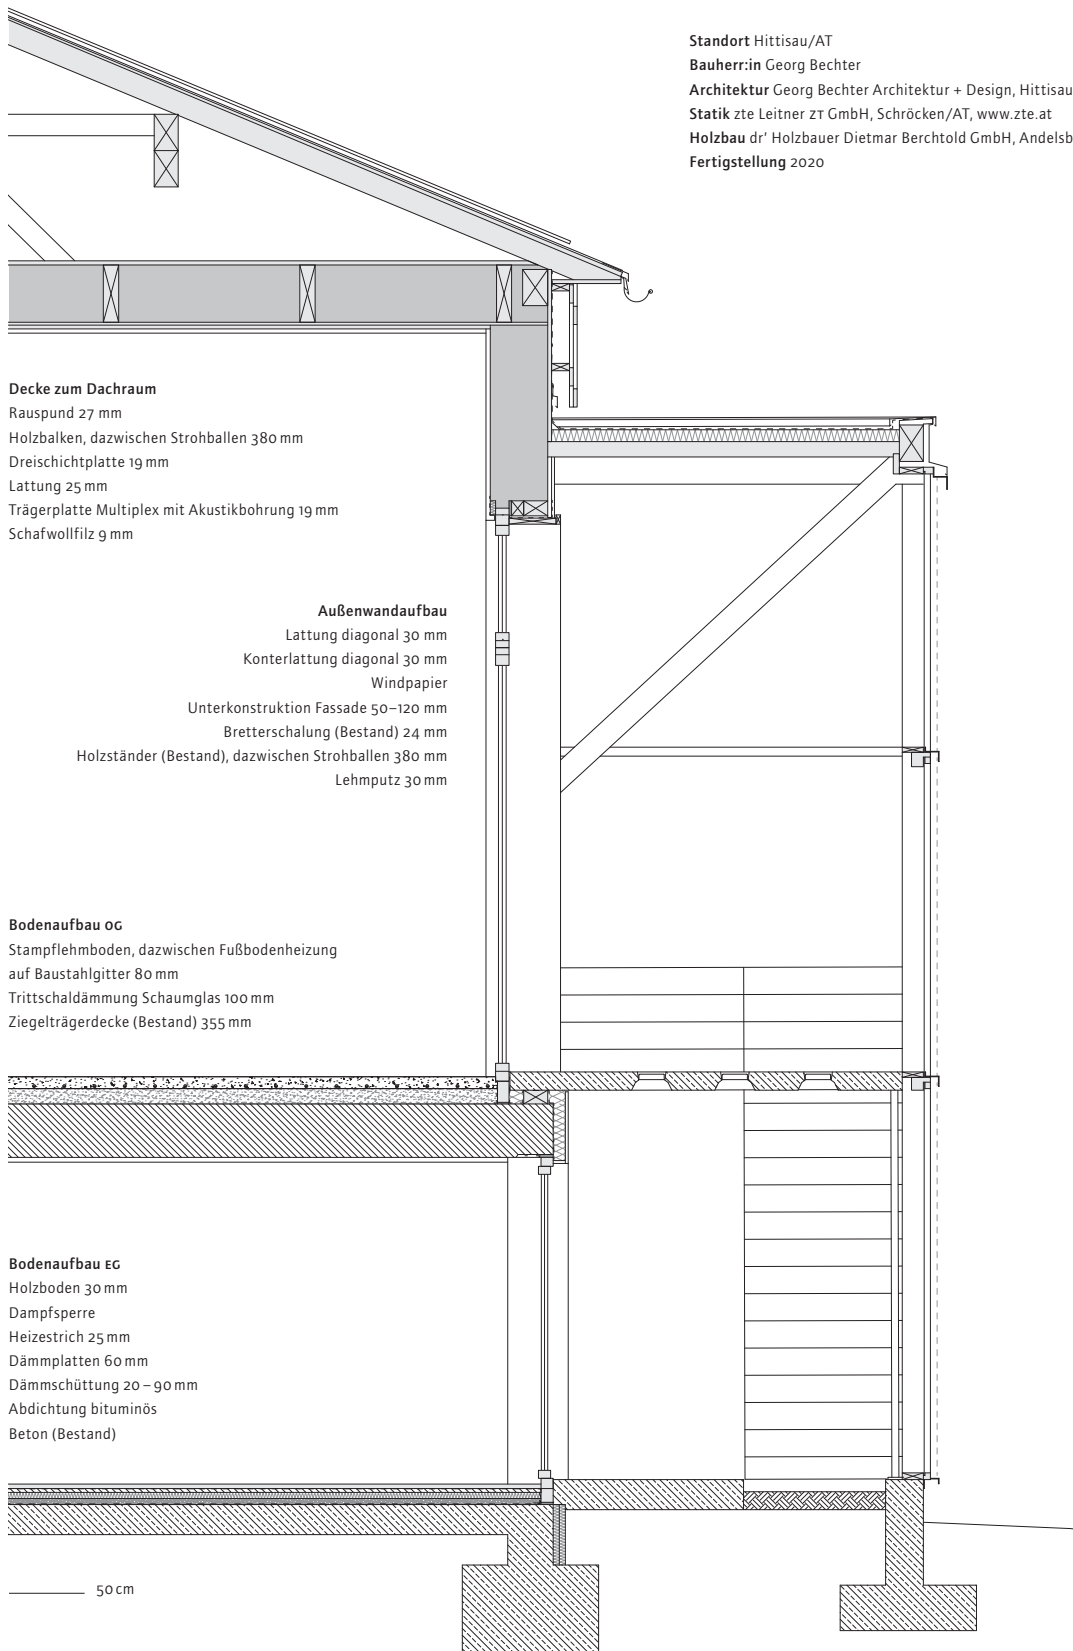 Standort Hittisau/AT
Bauherr:in Georg Bechter
Architektur Georg Bechter Architektur + Design, Hittisau
Statik zte Leitner ZT GmbH, Schröcken/AT, www.zte.at
Holzbau dr’ Holzbauer Dietmar Berchtold GmbH, Andelsb
Fertigstellung 2020
Decke zum Dachraum
Rauspund 27 mm
Holzbalken, dazwischen Strohballen 380 mm
Dreischichtplatte 19 mm
Lattung 25 mm
Trägerplatte Multiplex mit Akustikbohrung 19 mm
Schafwollfilz 9 mm
Außenwandaufbau
Lattung diagonal 30 mm
Konterlattung diagonal 30 mm
Windpapier
Unterkonstruktion Fassade 50–120 mm
Bretterschalung (Bestand) 24 mm
Holzständer (Bestand), dazwischen Strohballen 380 mm
Lehmputz 30 mm
Bodenaufbau OG
Stampflehmboden, dazwischen Fußbodenheizung
auf Baustahlgitter 80 mm
Trittschaldämmung Schaumglas 100 mm
Ziegelträgerdecke (Bestand) 355 mm
Bodenaufbau EG
Holzboden 30 mm
Dampfsperre
Heizestrich 25 mm
Dämmplatten 60 mm
Dämmschüttung 20 – 90 mm
Abdichtung bituminös
Beton (Bestand)
50 cm